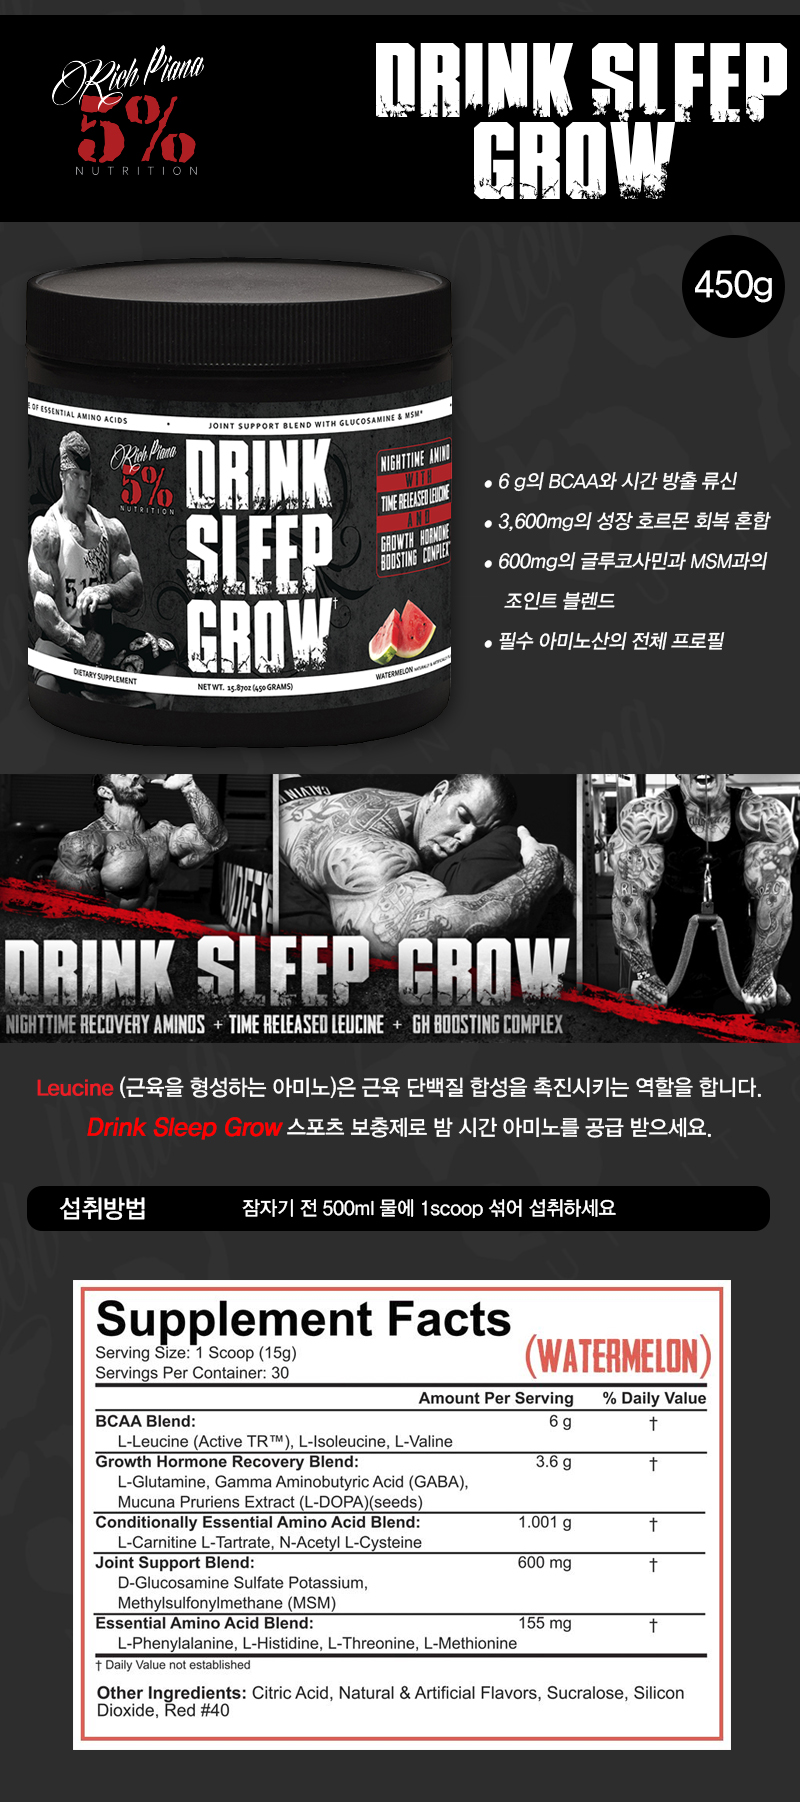 Rich Piana
5%
NUTRITION
DRINK SLEEP
GROW
450g
E OF ESSENTIAL AMINO ACIDS • JOINT SUPPORT BLEND WITH GLUCOSAMINE & MSM*
Rich Piana
5%
NUTRITION
DRINK
SLEEP
GROW†
NIGHTTIME AMINO
WITH
TIME RELEASED LEUCINE
AND
GROWTH HORMONE
BOOSTING COMPLEX
DIETARY SUPPLEMENT
NET WT. 15.87oz (450 GRAMS)
WATERMELON
• 6 g의 BCAA와 시간 방출 류신
• 3,600mg의 성장 호르몬 회복 혼합
• 600mg의 글루코사민과 MSM과의
조인트 블렌드
• 필수 아미노산의 전체 프로필
DRINK SLEEP GROW
NIGHTTIME RECOVERY AMINOS + TIME RELEASED LEUCINE + GH BOOSTING COMPLEX
Leucine (근육을 형성하는 아미노)은 근육 단백질 합성을 촉진시키는 역할을 합니다.
Drink Sleep Grow 스포츠 보충제로 밤 시간 아미노를 공급 받으세요.
섭취방법 잠자기 전 500ml 물에 1scoop 섞어 섭취하세요
Supplement Facts
(WATERMELON)
Serving Size: 1 Scoop (15g)
Servings Per Container: 30
Amount Per Serving % Daily Value
BCAA Blend: 6 g †
L-Leucine (Active TR™), L-Isoleucine, L-Valine
Growth Hormone Recovery Blend: 3.6 g †
L-Glutamine, Gamma Aminobutyric Acid (GABA),
Mucuna Pruriens Extract (L-DOPA)(seeds)
Conditionally Essential Amino Acid Blend: 1.001 g †
L-Carnitine L-Tartrate, N-Acetyl L-Cysteine
Joint Support Blend: 600 mg †
D-Glucosamine Sulfate Potassium,
Methylsulfonylmethane (MSM)
Essential Amino Acid Blend: 155 mg †
L-Phenylalanine, L-Histidine, L-Threonine, L-Methionine
† Daily Value not established
Other Ingredients: Citric Acid, Natural & Artificial Flavors, Sucralose, Silicon
Dioxide, Red #40